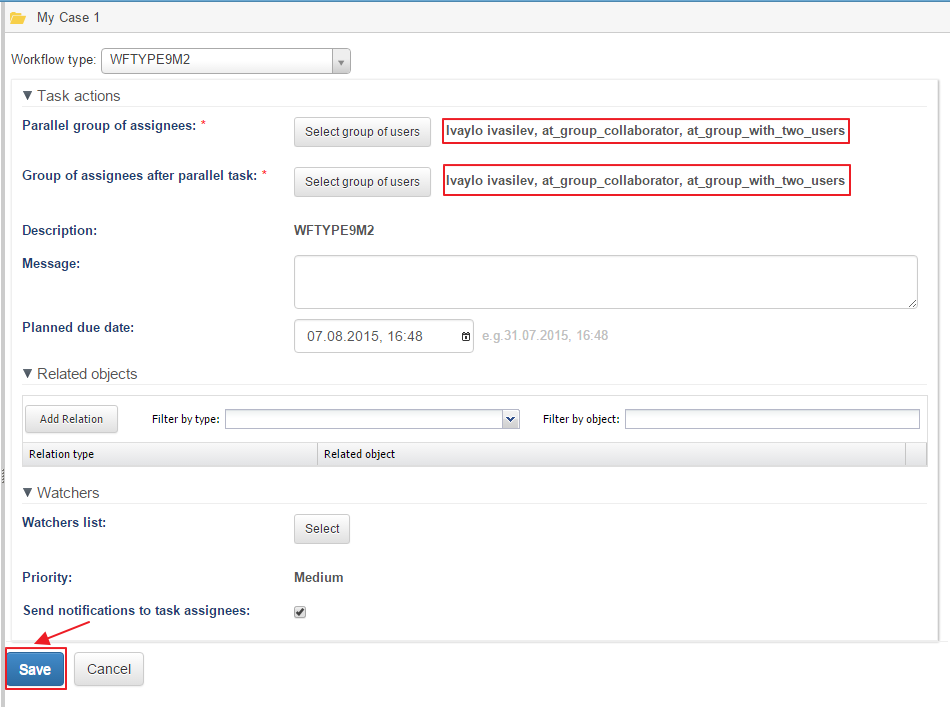 My Case 1
Workflow type: WFTYPE9M2
Task actions
Parallel group of assignees: * Select group of users Ivaylo ivasilev, at_group_collaborator, at_group_with_two_users
Group of assignees after parallel task: * Select group of users Ivaylo ivasilev, at_group_collaborator, at_group_with_two_users
Description: WFTYPE9M2
Message:
Planned due date: 07.08.2015, 16:48 e.g.31.07.2015, 16:48
Related objects
Add Relation Filter by type: Filter by object:
Relation type Related object
Watchers
Watchers list: Select
Priority: Medium
Send notifications to task assignees:
Save Cancel